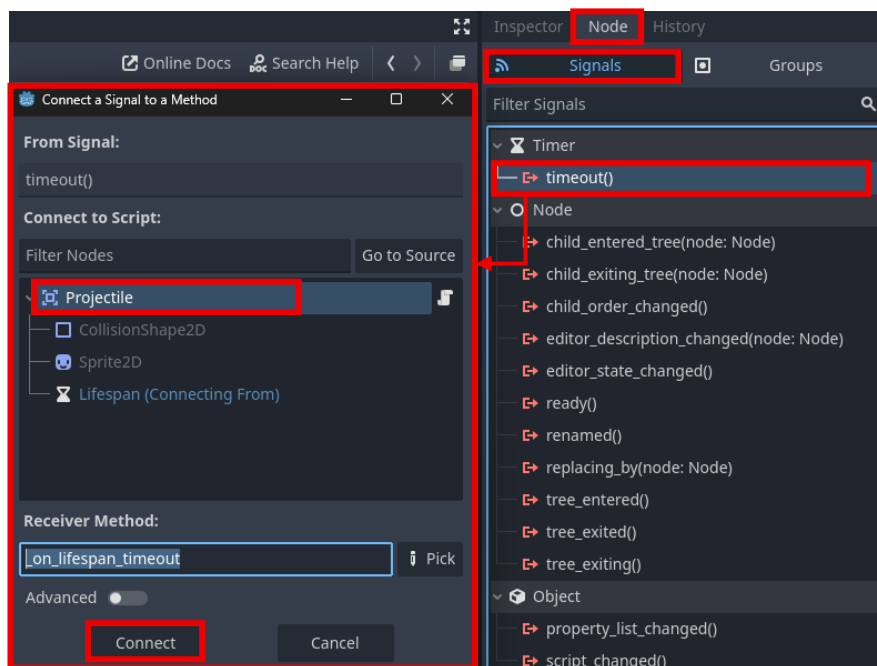 Inspector Node History
Online Docs Search Help
Signals Groups
Connect a Signal to a Method
Filter Signals
From Signal:
timeout()
Connect to Script:
Filter Nodes Go to Source
Projectile
CollisionShape2D
Sprite2D
Lifespan (Connecting From)
Receiver Method:
_on_lifespan_timeout Pick
Advanced
Connect Cancel
Timer
timeout()
Node
child_entered_tree(node: Node)
child_exiting_tree(node: Node)
child_order_changed()
editor_description_changed(node: Node)
editor_state_changed()
ready()
renamed()
replacing_by(node: Node)
tree_entered()
tree_exited()
tree_exiting()
Object
property_list_changed()
script_changed()